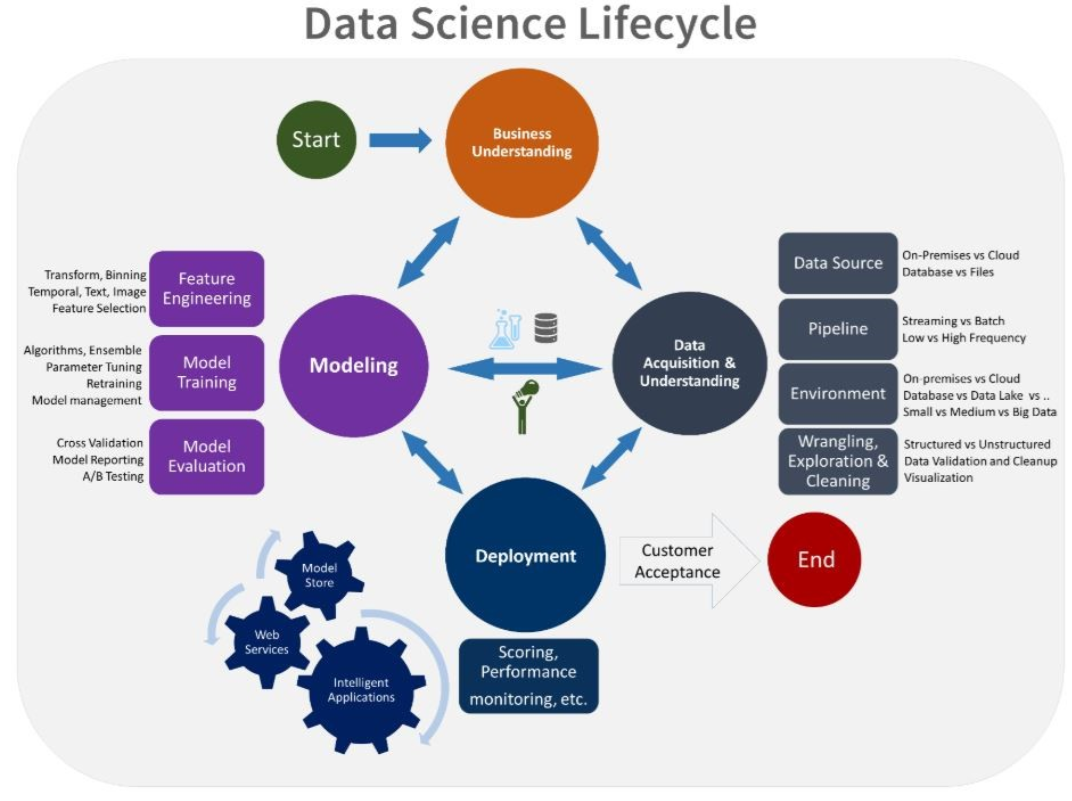 Data Science Lifecycle
Start
Business
Understanding
Transform, Binning
Temporal, Text, Image
Feature Selection
Feature
Engineering
Algorithms, Ensemble
Parameter Tuning
Retraining
Model management
Model
Training
Cross Validation
Model Reporting
A/B Testing
Model
Evaluation
Modeling
Data
Acquisition &
Understanding
Data Source
On-Premises vs Cloud
Database vs Files
Pipeline
Streaming vs Batch
Low vs High Frequency
Environment
On-premises vs Cloud
Database vs Data Lake vs ..
Small vs Medium vs Big Data
Wrangling,
Exploration &
Cleaning
Structured vs Unstructured
Data Validation and Cleanup
Visualization
Deployment
Customer
Acceptance
End
Model
Store
Web
Services
Intelligent
Applications
Scoring,
Performance
monitoring, etc.